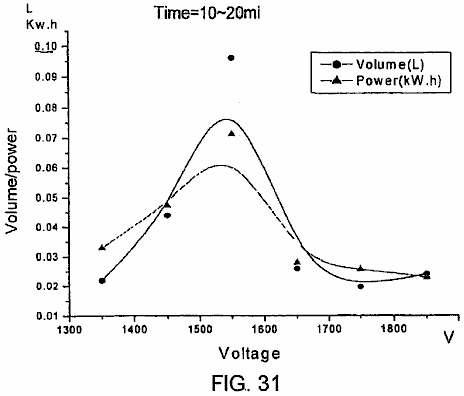 L
Kw.h
Time=10~20mi
0.10
0.09
0.08
0.07
0.06
0.05
0.04
0.03
0.02
0.01
Volume/power
Volume(L)
Power(kW.h)
1300 1400 1500 1600 1700 1800 V
Voltage
FIG. 31